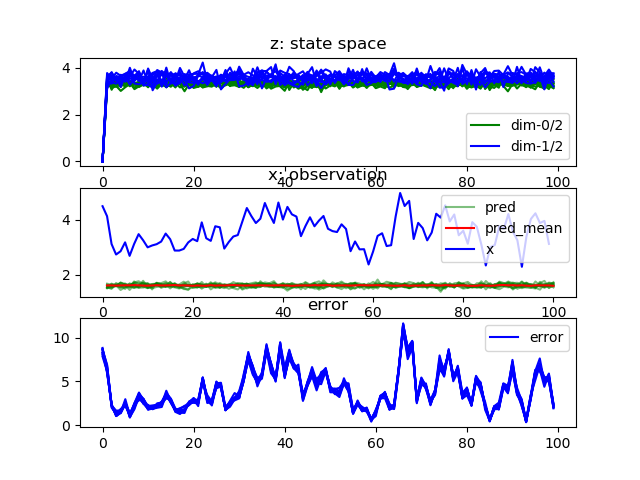 z: state space
4
2
0
dim-0/2
dim-1/2
0 20 40 60 80 100
x: observation
4
2
pred
pred_mean
x
0 20 40 60 80 100
error
10
5
0
error
0 20 40 60 80 100